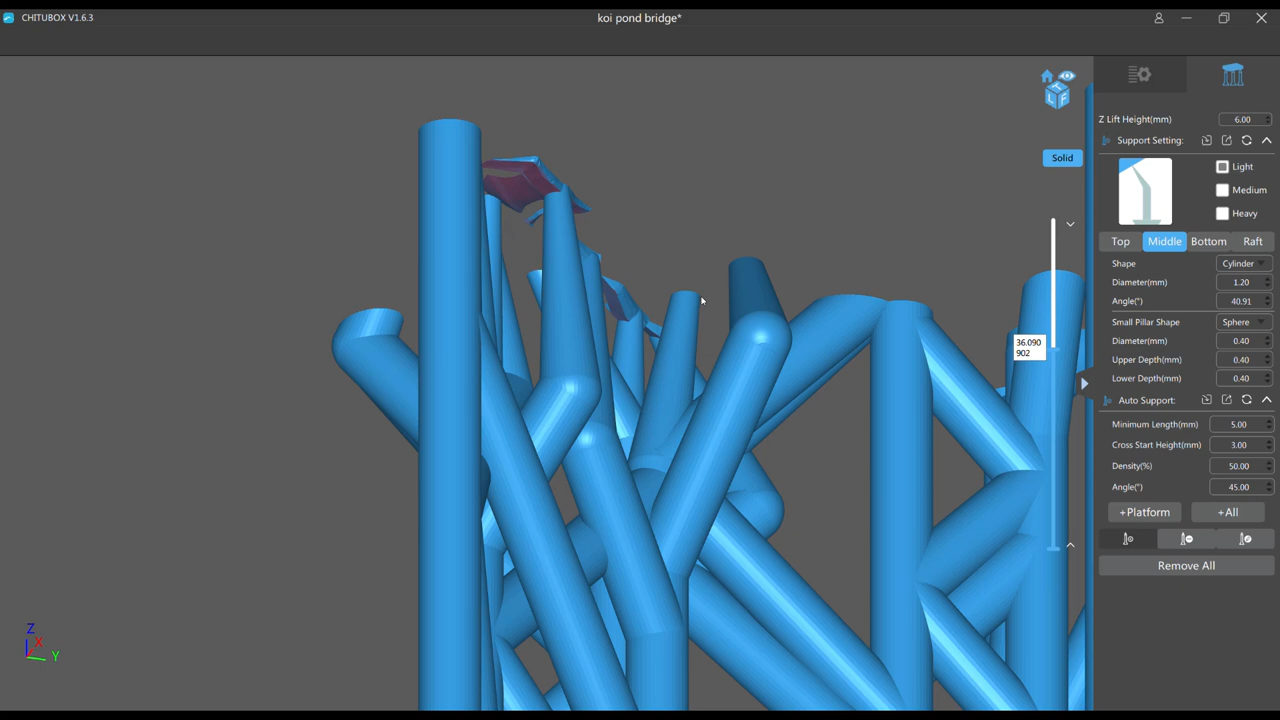 CHITUBOX V1.6.3
koi pond bridge*
T
L F
Solid
36.090
902
Z Lift Height(mm) 6.00
Support Setting:
Light
Medium
Heavy
Top Middle Bottom Raft
Shape Cylinder
Diameter(mm) 1.20
Angle(°) 40.91
Small Pillar Shape Sphere
Diameter(mm) 0.40
Upper Depth(mm) 0.40
Lower Depth(mm) 0.40
Auto Support:
Minimum Length(mm) 5.00
Cross Start Height(mm) 3.00
Density(%) 50.00
Angle(°) 45.00
+Platform +All
Remove All
Z
X
Y